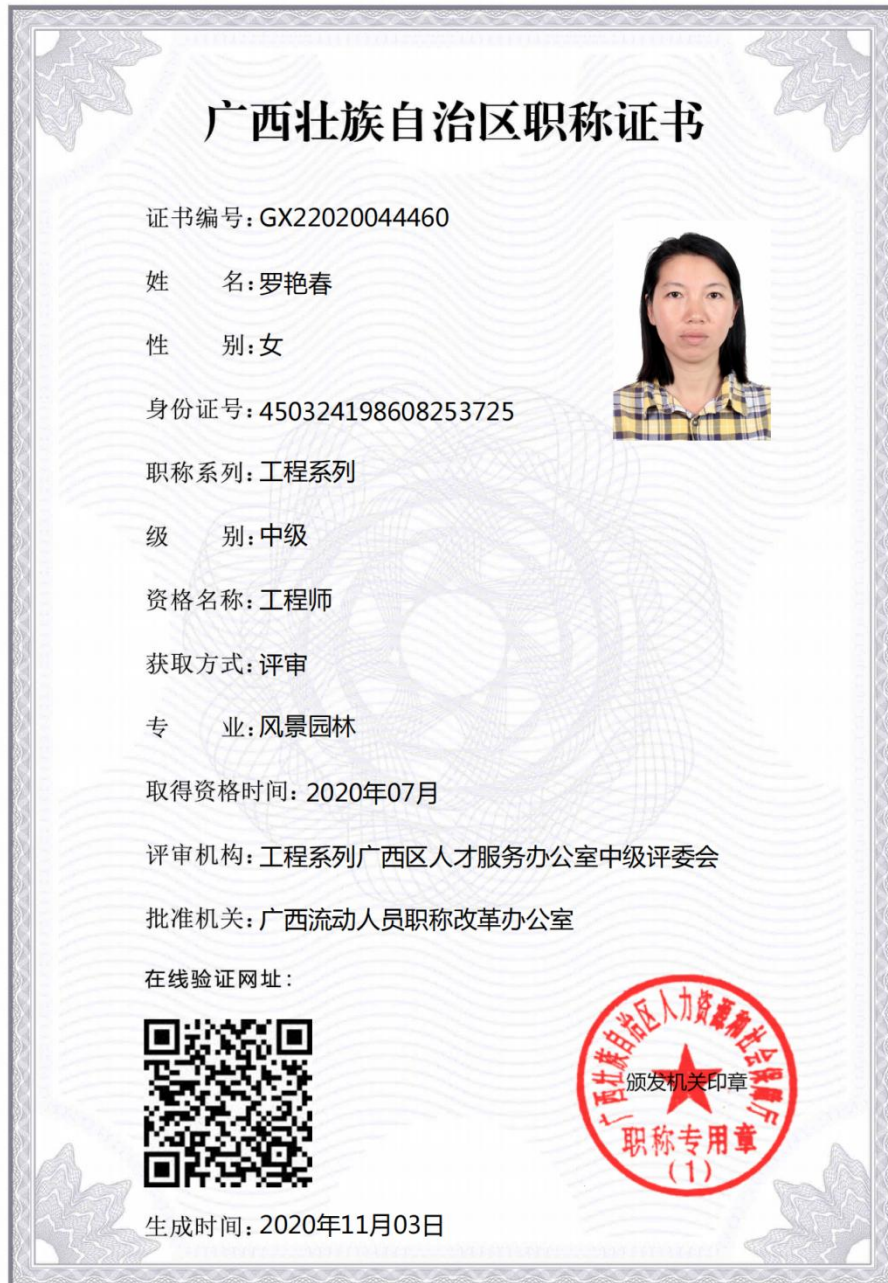 广西壮族自治区职称证书
证书编号:GX22020044460
姓 名:罗艳春
性 别:女
身份证号:450324198608253725
职称系列:工程系列
级 别:中级
资格名称:工程师
获取方式:评审
专 业:风景园林
取得资格时间:2020年07月
评审机构:工程系列广西区人才服务办公室中级评委会
批准机关:广西流动人员职称改革办公室
在线验证网址:
广西壮族自治区人力资源和社会保障厅
颁发机关印章
职称专用章
(1)
生成时间:2020年11月03日